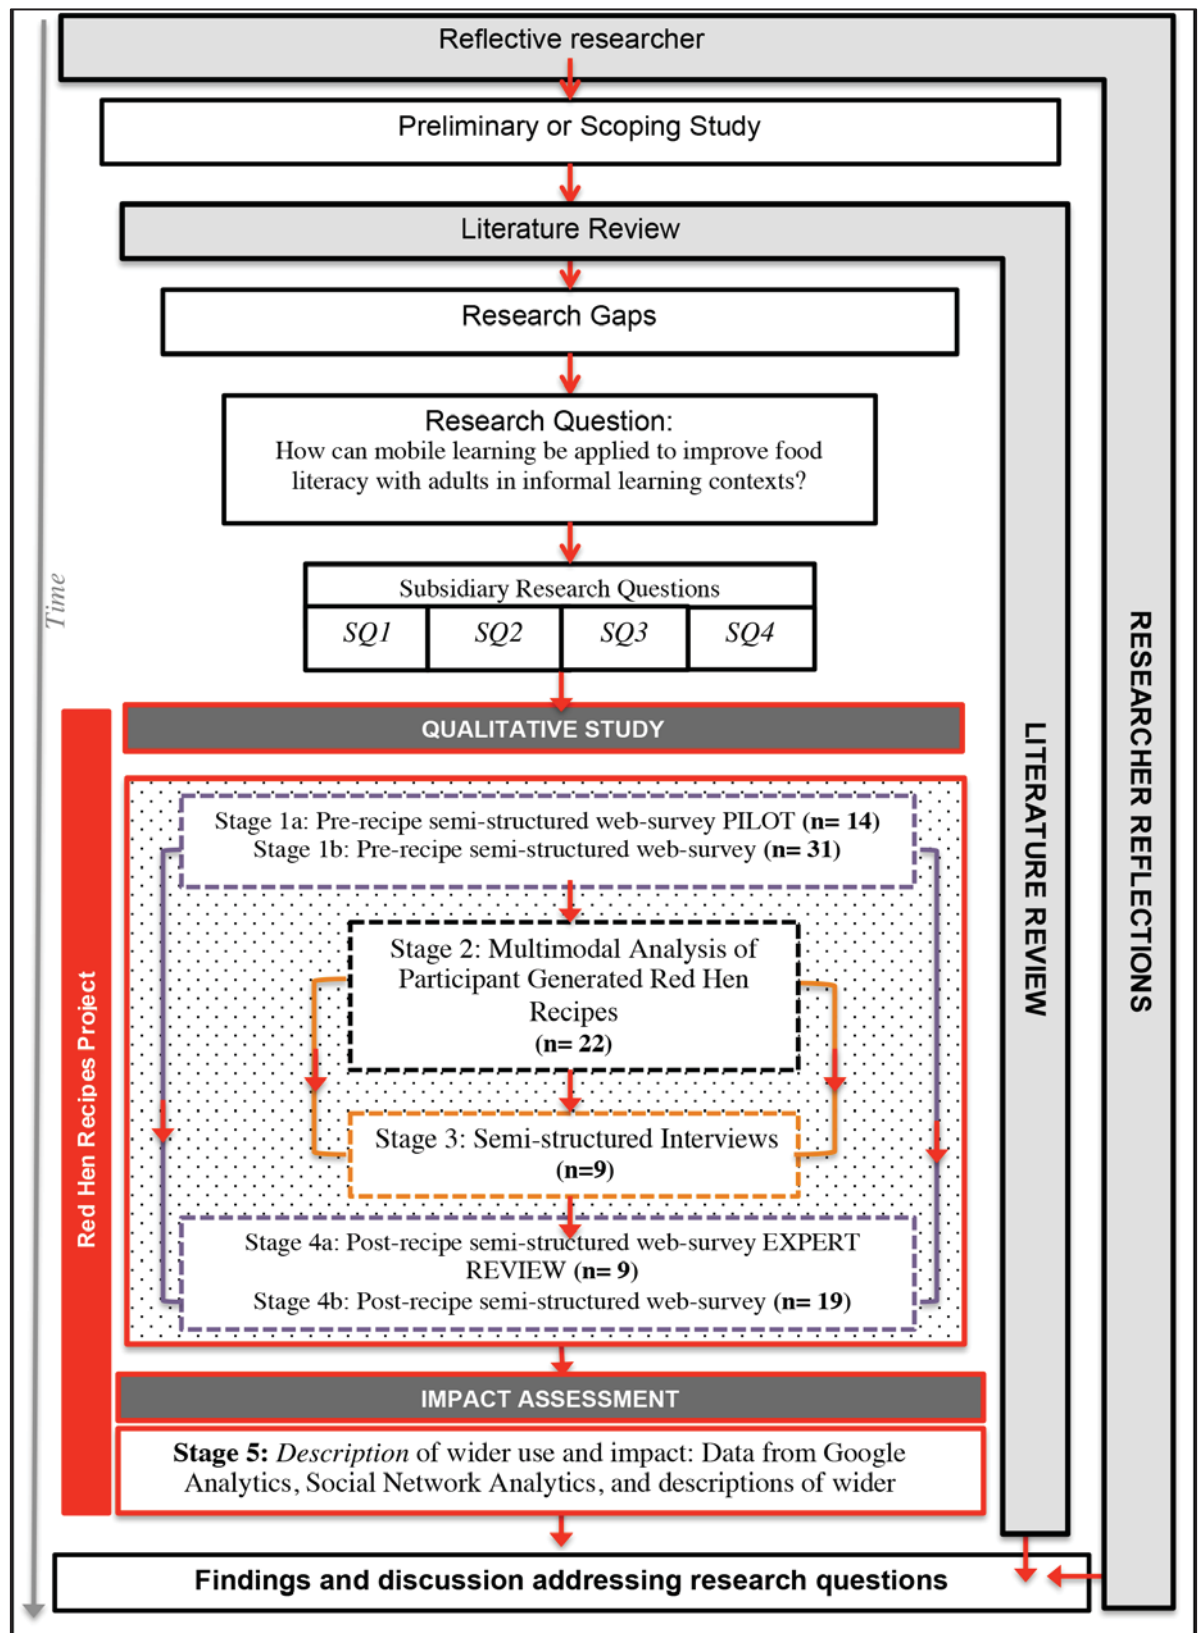 Reflective researcher
Preliminary or Scoping Study
Literature Review
Research Gaps
Research Question:
How can mobile learning be applied to improve food
literacy with adults in informal learning contexts?
Subsidiary Research Questions
SQ1 SQ2 SQ3 SQ4
Time
QUALITATIVE STUDY
Red Hen Recipes Project
Stage 1a: Pre-recipe semi-structured web-survey PILOT (n= 14)
Stage 1b: Pre-recipe semi-structured web-survey (n= 31)
Stage 2: Multimodal Analysis of
Participant Generated Red Hen
Recipes
(n= 22)
Stage 3: Semi-structured Interviews
(n=9)
Stage 4a: Post-recipe semi-structured web-survey EXPERT
REVIEW (n= 9)
Stage 4b: Post-recipe semi-structured web-survey (n= 19)
IMPACT ASSESSMENT
Stage 5: Description of wider use and impact: Data from Google
Analytics, Social Network Analytics, and descriptions of wider
LITERATURE REVIEW
RESEARCHER REFLECTIONS
Findings and discussion addressing research questions